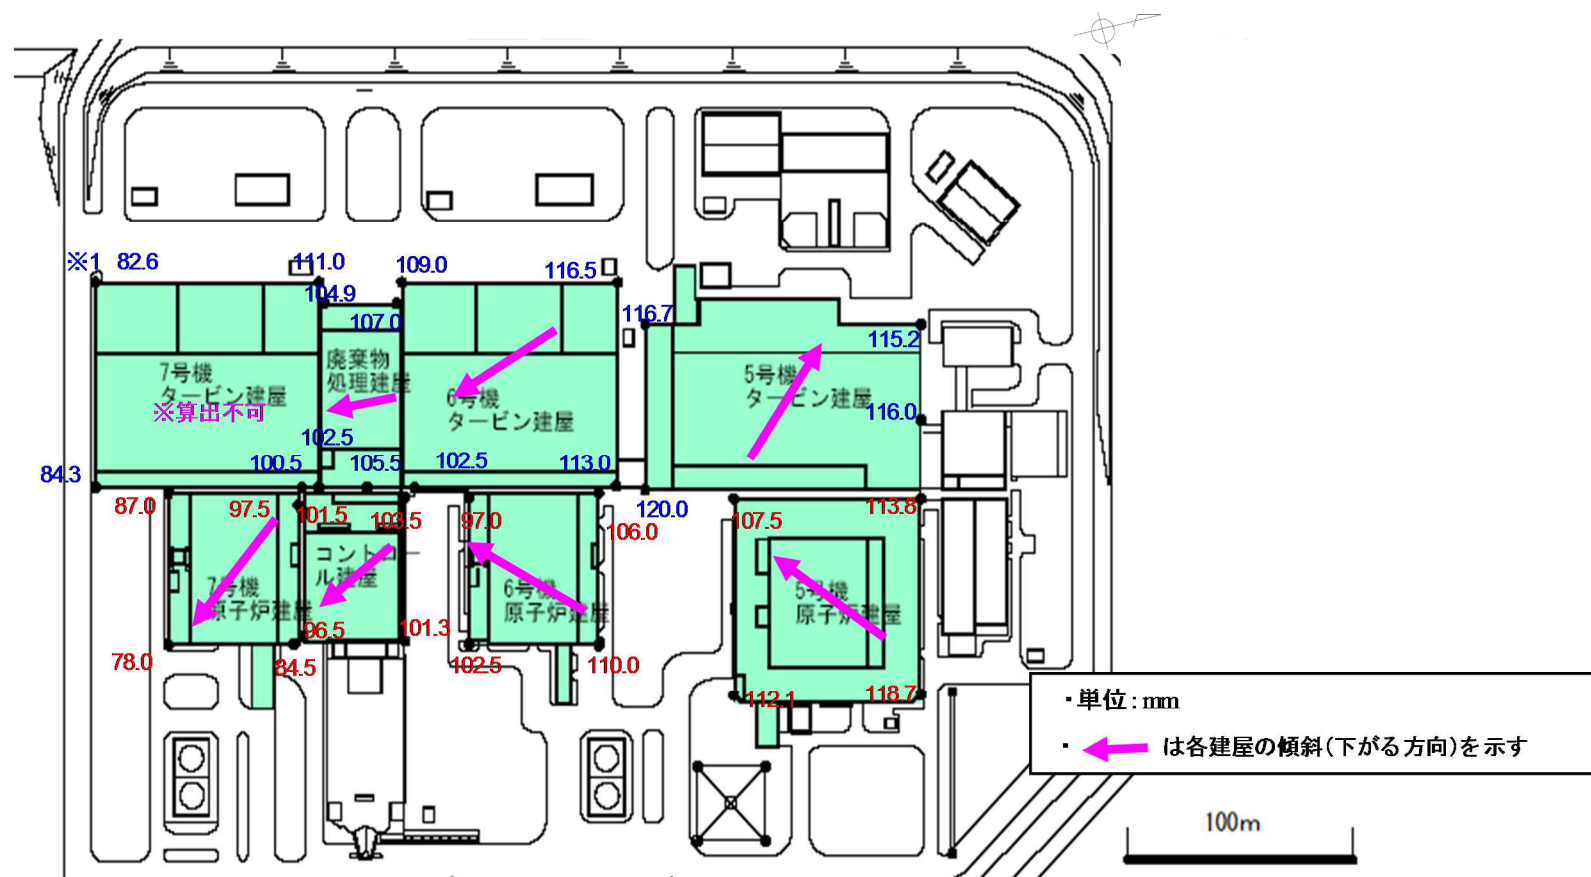 ※1 82.6
111.0
109.0
116.5
104.9
107.0
116.7
115.2
廃棄物
処理建屋
7号機
タービン建屋
※算出不可
6号機
タービン建屋
5号機
タービン建屋
116.0
102.5
100.5
105.5
102.5
113.0
84.3
87.0
97.5
101.5
103.5
97.0
106.0
120.0
107.5
113.8
コントロー
ル建屋
7号機
原子炉建屋
6号機
原子炉建屋
5号機
原子炉建屋
96.5
101.3
78.0
84.5
102.5
110.0
112.1
118.7
・単位：mm
・ は各建屋の傾斜（下がる方向）を示す
100m